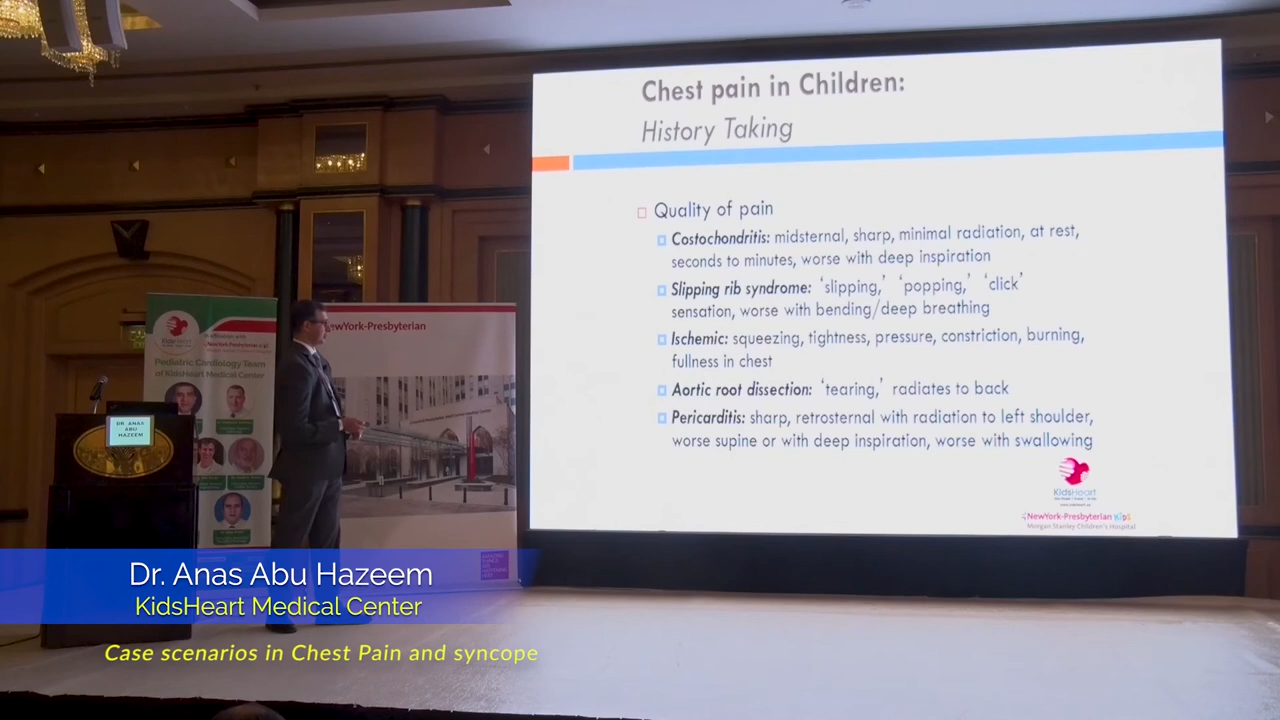 Chest pain in Children:
History Taking
Quality of pain
Costochondritis: midsternal, sharp, minimal radiation, at rest,
seconds to minutes, worse with deep inspiration
Slipping rib syndrome: ‘slipping,’ ‘popping,’ ‘click’
sensation, worse with bending/deep breathing
Ischemic: squeezing, tightness, pressure, constriction, burning,
fullness in chest
Aortic root dissection: ‘tearing,’ radiates to back
Pericarditis: sharp, retrosternal with radiation to left shoulder,
worse supine or with deep inspiration, worse with swallowing
KidsHeart
NewYork-Presbyterian Kids
Morgan Stanley Children's Hospital
NewYork-Presbyterian
KidsHeart
Pediatric Cardiology Team
of KidsHeart Medical Center
DR. ANAS
ABU
HAZEEM
Dr. Anas Abu Hazeem
KidsHeart Medical Center
Case scenarios in Chest Pain and syncope